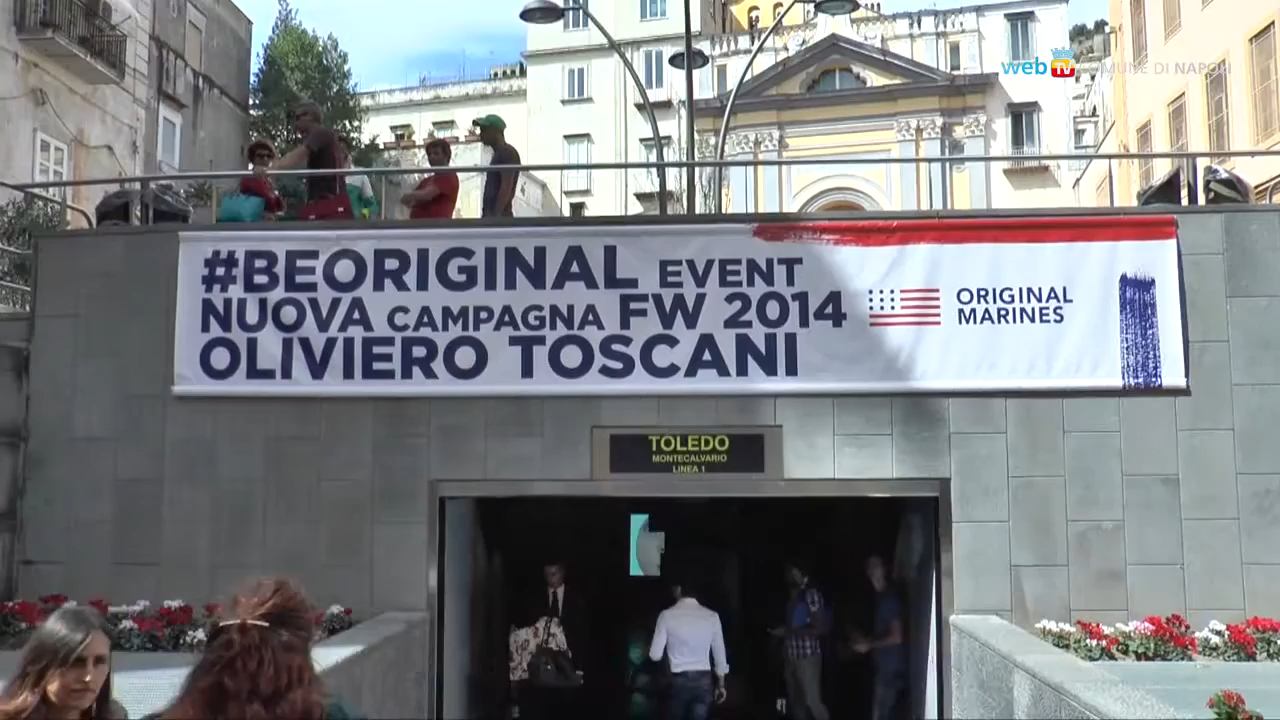 web tv COMUNE DI NAPOLI
#BEORIGINAL EVENT
NUOVA CAMPAGNA FW 2014
OLIVIERO TOSCANI
ORIGINAL
MARINES
TOLEDO
MONTECALVARIO
LINEA 1